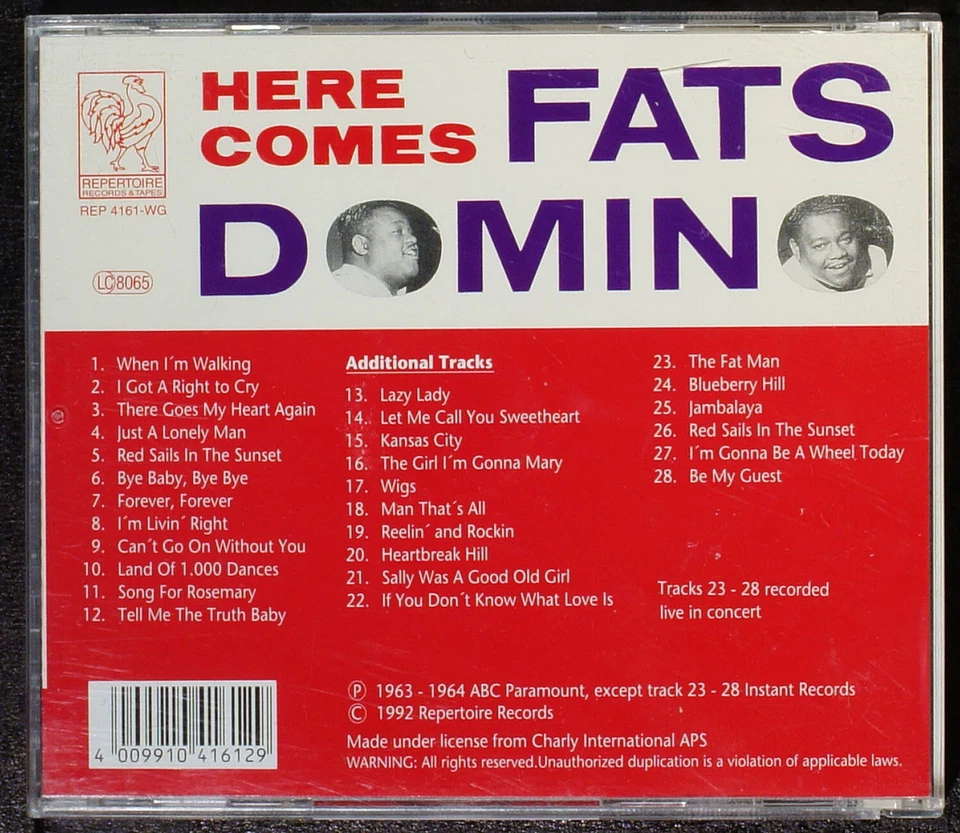 HERE
COMES
FATS
DOMINO
REPERTOIRE
RECORDS & TAPES
REP 4161-WG
LC 8065
1. When I´m Walking
2. I Got A Right to Cry
3. There Goes My Heart Again
4. Just A Lonely Man
5. Red Sails In The Sunset
6. Bye Baby, Bye Bye
7. Forever, Forever
8. I´m Livin´ Right
9. Can´t Go On Without You
10. Land Of 1.000 Dances
11. Song For Rosemary
12. Tell Me The Truth Baby
Additional Tracks
13. Lazy Lady
14. Let Me Call You Sweetheart
15. Kansas City
16. The Girl I´m Gonna Mary
17. Wigs
18. Man That´s All
19. Reelin´ and Rockin
20. Heartbreak Hill
21. Sally Was A Good Old Girl
22. If You Don´t Know What Love Is
23. The Fat Man
24. Blueberry Hill
25. Jambalaya
26. Red Sails In The Sunset
27. I´m Gonna Be A Wheel Today
28. Be My Guest
Tracks 23 - 28 recorded
live in concert
4 009910 416129
Ⓟ 1963 - 1964 ABC Paramount, except track 23 - 28 Instant Records
© 1992 Repertoire Records
Made under license from Charly International APS
WARNING: All rights reserved.Unauthorized duplication is a violation of applicable laws.